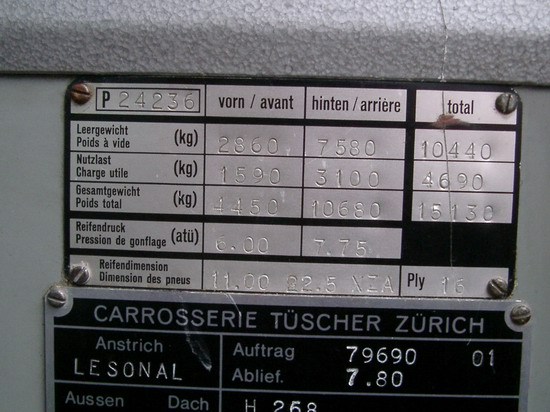 P 24236 vorn / avant hinten / arrière total
Leergewicht
Poids à vide (kg) 2860 7580 10440
Nutzlast
Charge utile (kg) 1590 3100 4690
Gesamtgewicht
Poids total (kg) 4450 10680 15130
Reifendruck
Pression de gonflage (atü) 6.00 7.75
Reifendimension
Dimension des pneus 11.00 22.5 XZA Ply 16
CARROSSERIE TÜSCHER ZÜRICH
Anstrich Auftrag 79690 01
LESONAL Ablief. 7.80
Aussen Dach H 268